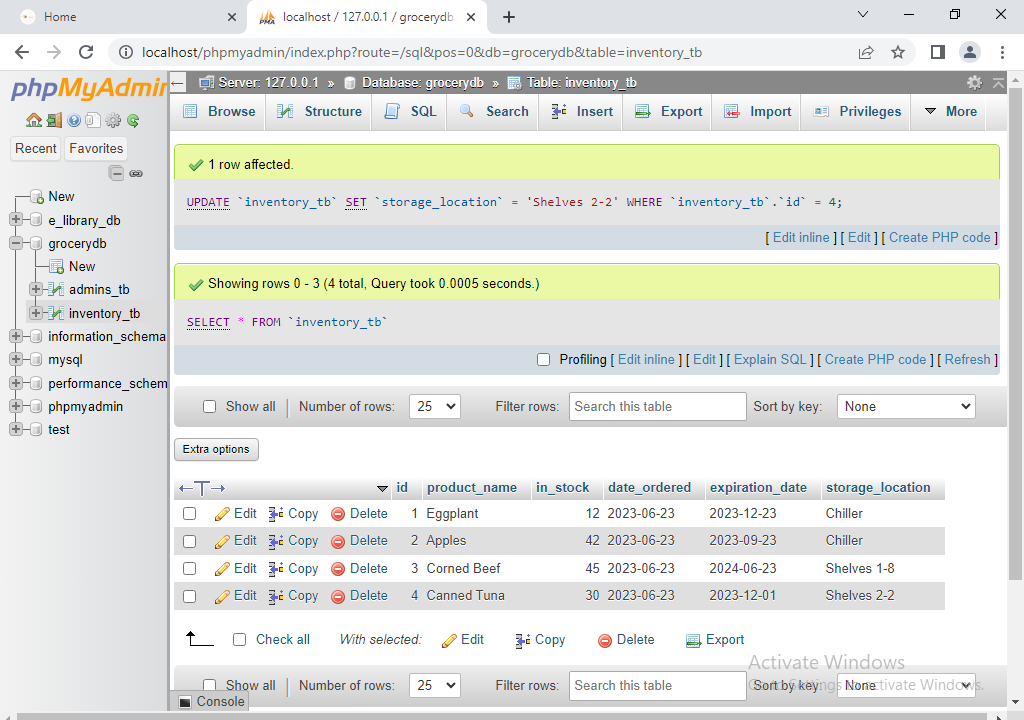 Home
localhost / 127.0.0.1 / grocerydb
localhost/phpmyadmin/index.php?route=/sql&pos=0&db=grocerydb&table=inventory_tb
phpMyAdmin
Recent Favorites
New
e_library_db
grocerydb
New
admins_tb
inventory_tb
information_schema
mysql
performance_schem
phpmyadmin
test
Server: 127.0.0.1 » Database: grocerydb » Table: inventory_tb
Browse Structure SQL Search Insert Export Import Privileges More
1 row affected.
UPDATE `inventory_tb` SET `storage_location` = 'Shelves 2-2' WHERE `inventory_tb`.`id` = 4;
[ Edit inline ] [ Edit ] [ Create PHP code ]
Showing rows 0 - 3 (4 total, Query took 0.0005 seconds.)
SELECT * FROM `inventory_tb`
Profiling [ Edit inline ] [ Edit ] [ Explain SQL ] [ Create PHP code ] [ Refresh ]
Show all Number of rows: 25 Filter rows: Search this table Sort by key: None
Extra options
id product_name in_stock date_ordered expiration_date storage_location
Edit Copy Delete 1 Eggplant 12 2023-06-23 2023-12-23 Chiller
Edit Copy Delete 2 Apples 42 2023-06-23 2023-09-23 Chiller
Edit Copy Delete 3 Corned Beef 45 2023-06-23 2024-06-23 Shelves 1-8
Edit Copy Delete 4 Canned Tuna 30 2023-06-23 2023-12-01 Shelves 2-2
Check all With selected: Edit Copy Delete Export
Activate Windows
Go to Settings to activate Windows.
Show all Number of rows: 25 Filter rows: Search this table Sort by key: None
Console